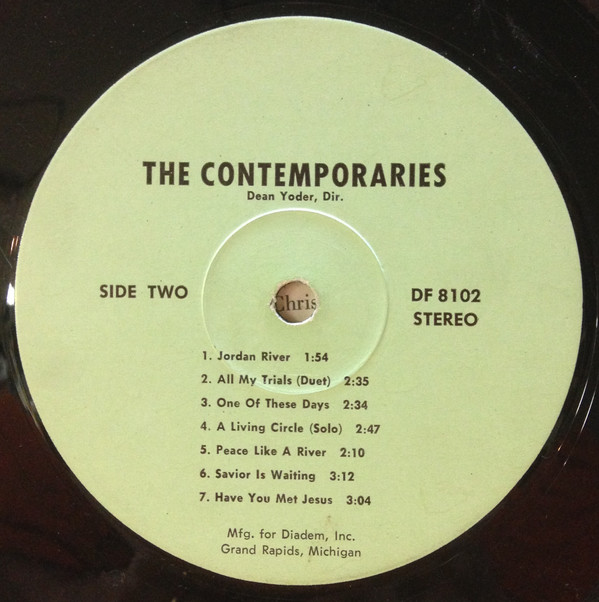 THE CONTEMPORARIES
Dean Yoder, Dir.
SIDE TWO
DF 8102
STEREO
Chris
1. Jordan River 1:54
2. All My Trials (Duet) 2:35
3. One Of These Days 2:34
4. A Living Circle (Solo) 2:47
5. Peace Like A River 2:10
6. Savior Is Waiting 3:12
7. Have You Met Jesus 3:04
Mfg. for Diadem, Inc.
Grand Rapids, Michigan